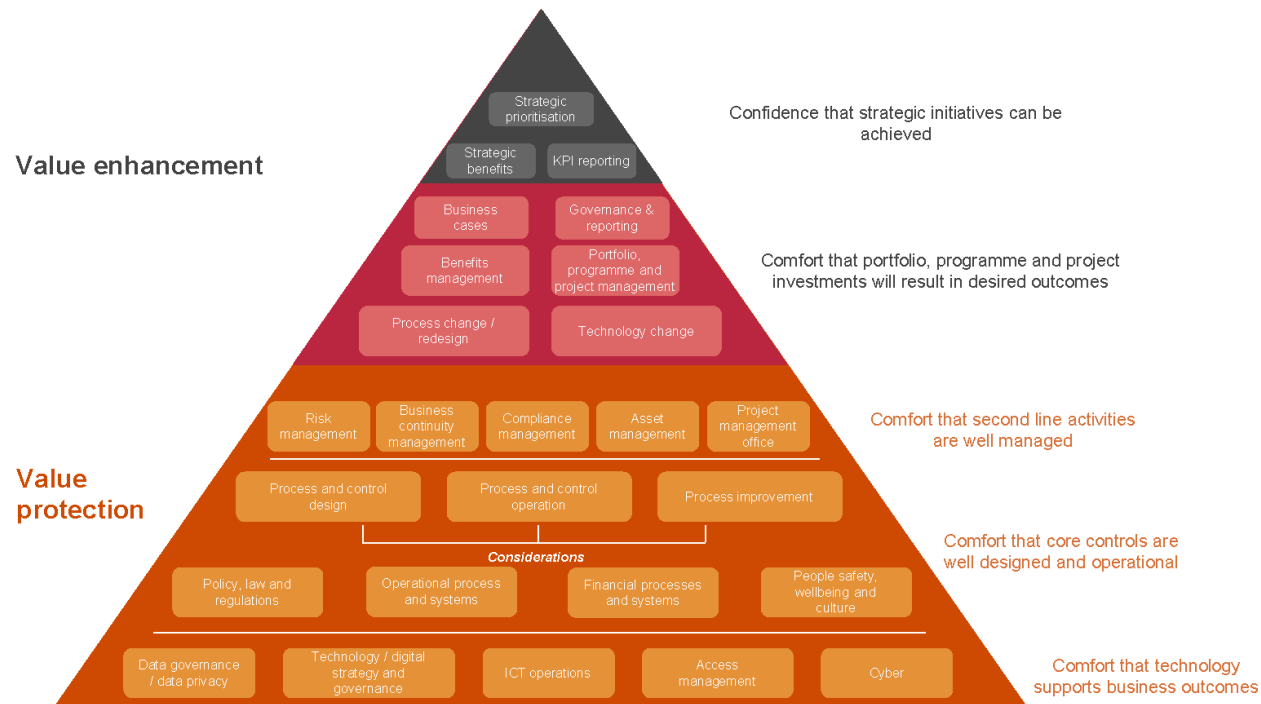 Strategic
prioritisation
Confidence that strategic initiatives can be
achieved
Value enhancement
Strategic
benefits
KPI reporting
Business
cases
Governance &
reporting
Benefits
management
Portfolio,
programme and
project management
Comfort that portfolio, programme and project
investments will result in desired outcomes
Process change /
redesign
Technology change
Risk
management
Business
continuity
management
Compliance
management
Asset
management
Project
management
office
Comfort that second line activities
are well managed
Value
protection
Process and control
design
Process and control
operation
Process improvement
Considerations
Comfort that core controls are
well designed and operational
Policy, law and
regulations
Operational process
and systems
Financial processes
and systems
People safety,
wellbeing and
culture
Data governance
/ data privacy
Technology / digital
strategy and
governance
ICT operations
Access
management
Cyber
Comfort that technology
supports business outcomes